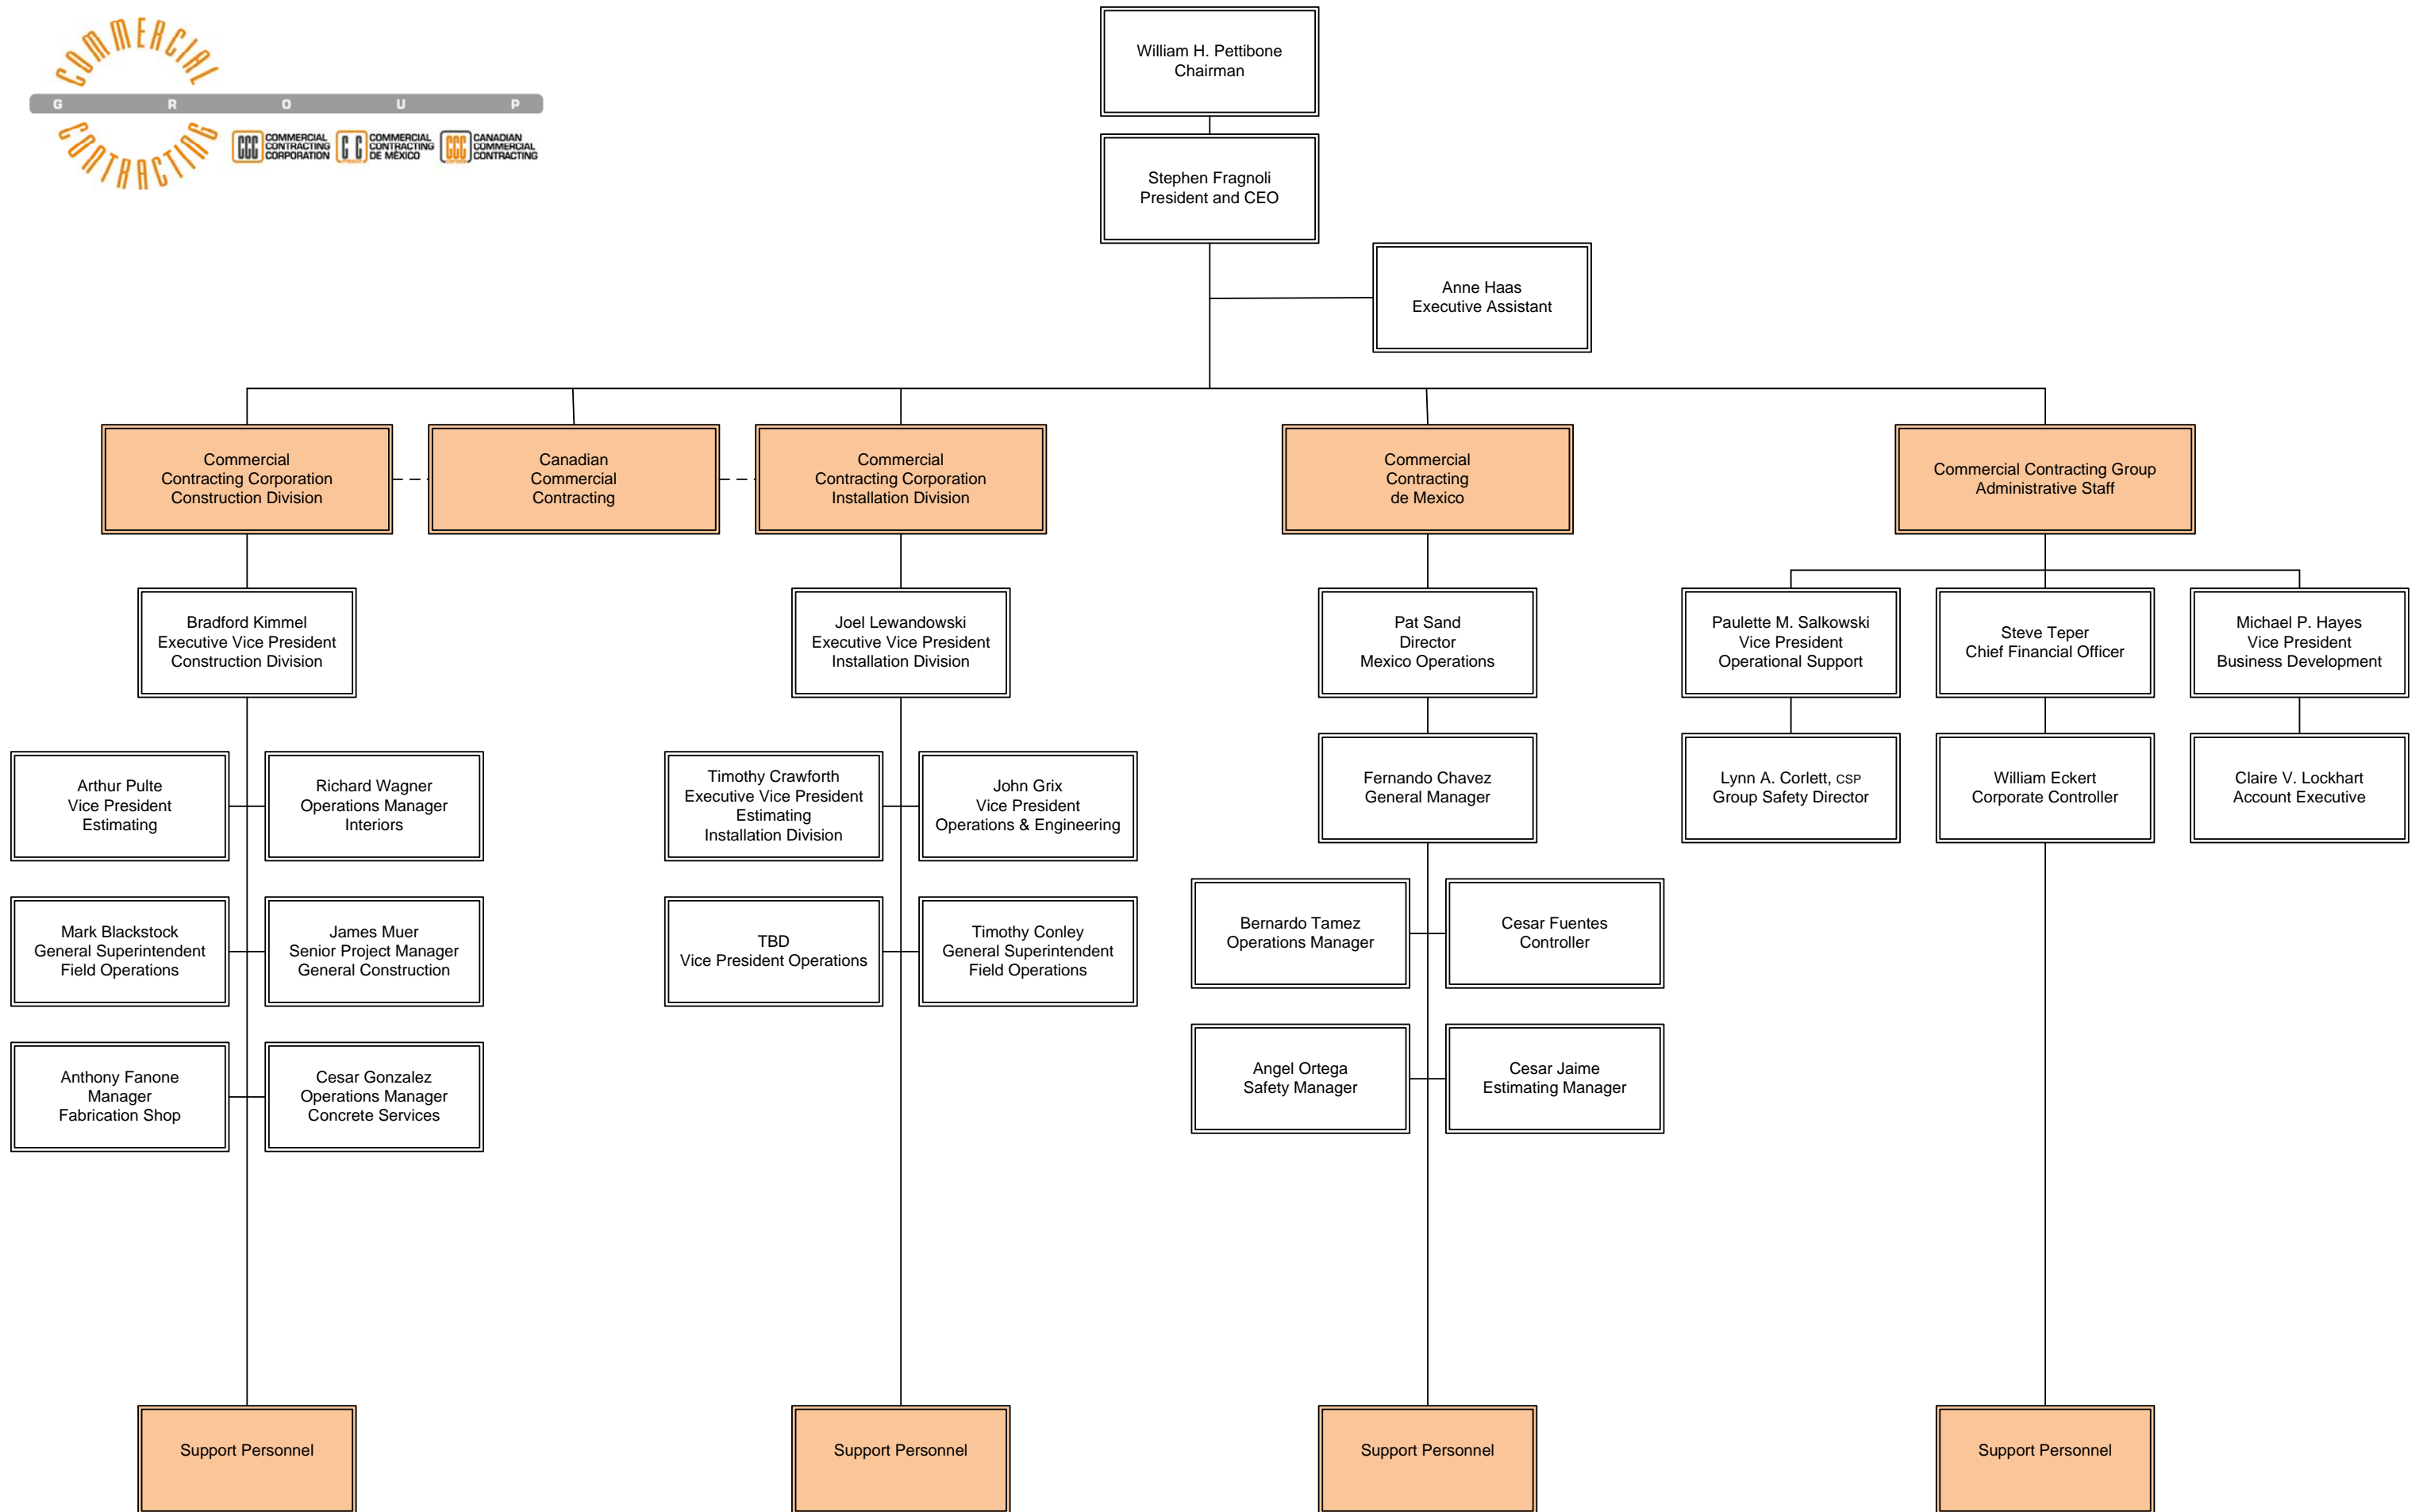 COMMERCIAL
GROUP
CONTRACTING
CCC
COMMERCIAL
CONTRACTING
CORPORATION
C C
COMMERCIAL
CONTRACTING
DE MÉXICO
CCC
CANADIAN
COMMERCIAL
CONTRACTING
William H. Pettibone
Chairman
Stephen Fragnoli
President and CEO
Anne Haas
Executive Assistant
Commercial
Contracting Corporation
Construction Division
Canadian
Commercial
Contracting
Commercial
Contracting Corporation
Installation Division
Commercial
Contracting
de Mexico
Commercial Contracting Group
Administrative Staff
Bradford Kimmel
Executive Vice President
Construction Division
Joel Lewandowski
Executive Vice President
Installation Division
Pat Sand
Director
Mexico Operations
Paulette M. Salkowski
Vice President
Operational Support
Steve Teper
Chief Financial Officer
Michael P. Hayes
Vice President
Business Development
Arthur Pulte
Vice President
Estimating
Richard Wagner
Operations Manager
Interiors
Timothy Crawforth
Executive Vice President
Estimating
Installation Division
John Grix
Vice President
Operations & Engineering
Fernando Chavez
General Manager
Lynn A. Corlett, CSP
Group Safety Director
William Eckert
Corporate Controller
Claire V. Lockhart
Account Executive
Mark Blackstock
General Superintendent
Field Operations
James Muer
Senior Project Manager
General Construction
TBD
Vice President Operations
Timothy Conley
General Superintendent
Field Operations
Bernardo Tamez
Operations Manager
Cesar Fuentes
Controller
Anthony Fanone
Manager
Fabrication Shop
Cesar Gonzalez
Operations Manager
Concrete Services
Angel Ortega
Safety Manager
Cesar Jaime
Estimating Manager
Support Personnel
Support Personnel
Support Personnel
Support Personnel